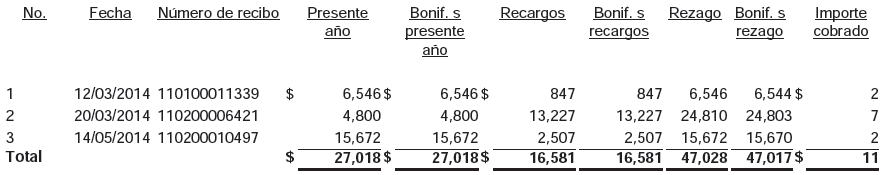 No. Fecha Número de recibo Presente año Bonif. s presente año Recargos Bonif. s recargos Rezago Bonif. s rezago Importe cobrado
1 12/03/2014 110100011339 $ 6,546 $ 6,546 $ 847 847 6,546 6,544 $ 2
2 20/03/2014 110200006421 4,800 4,800 13,227 13,227 24,810 24,803 7
3 14/05/2014 110200010497 15,672 15,672 2,507 2,507 15,672 15,670 2
Total $ 27,018 $ 27,018 $ 16,581 16,581 47,028 47,017 $ 11